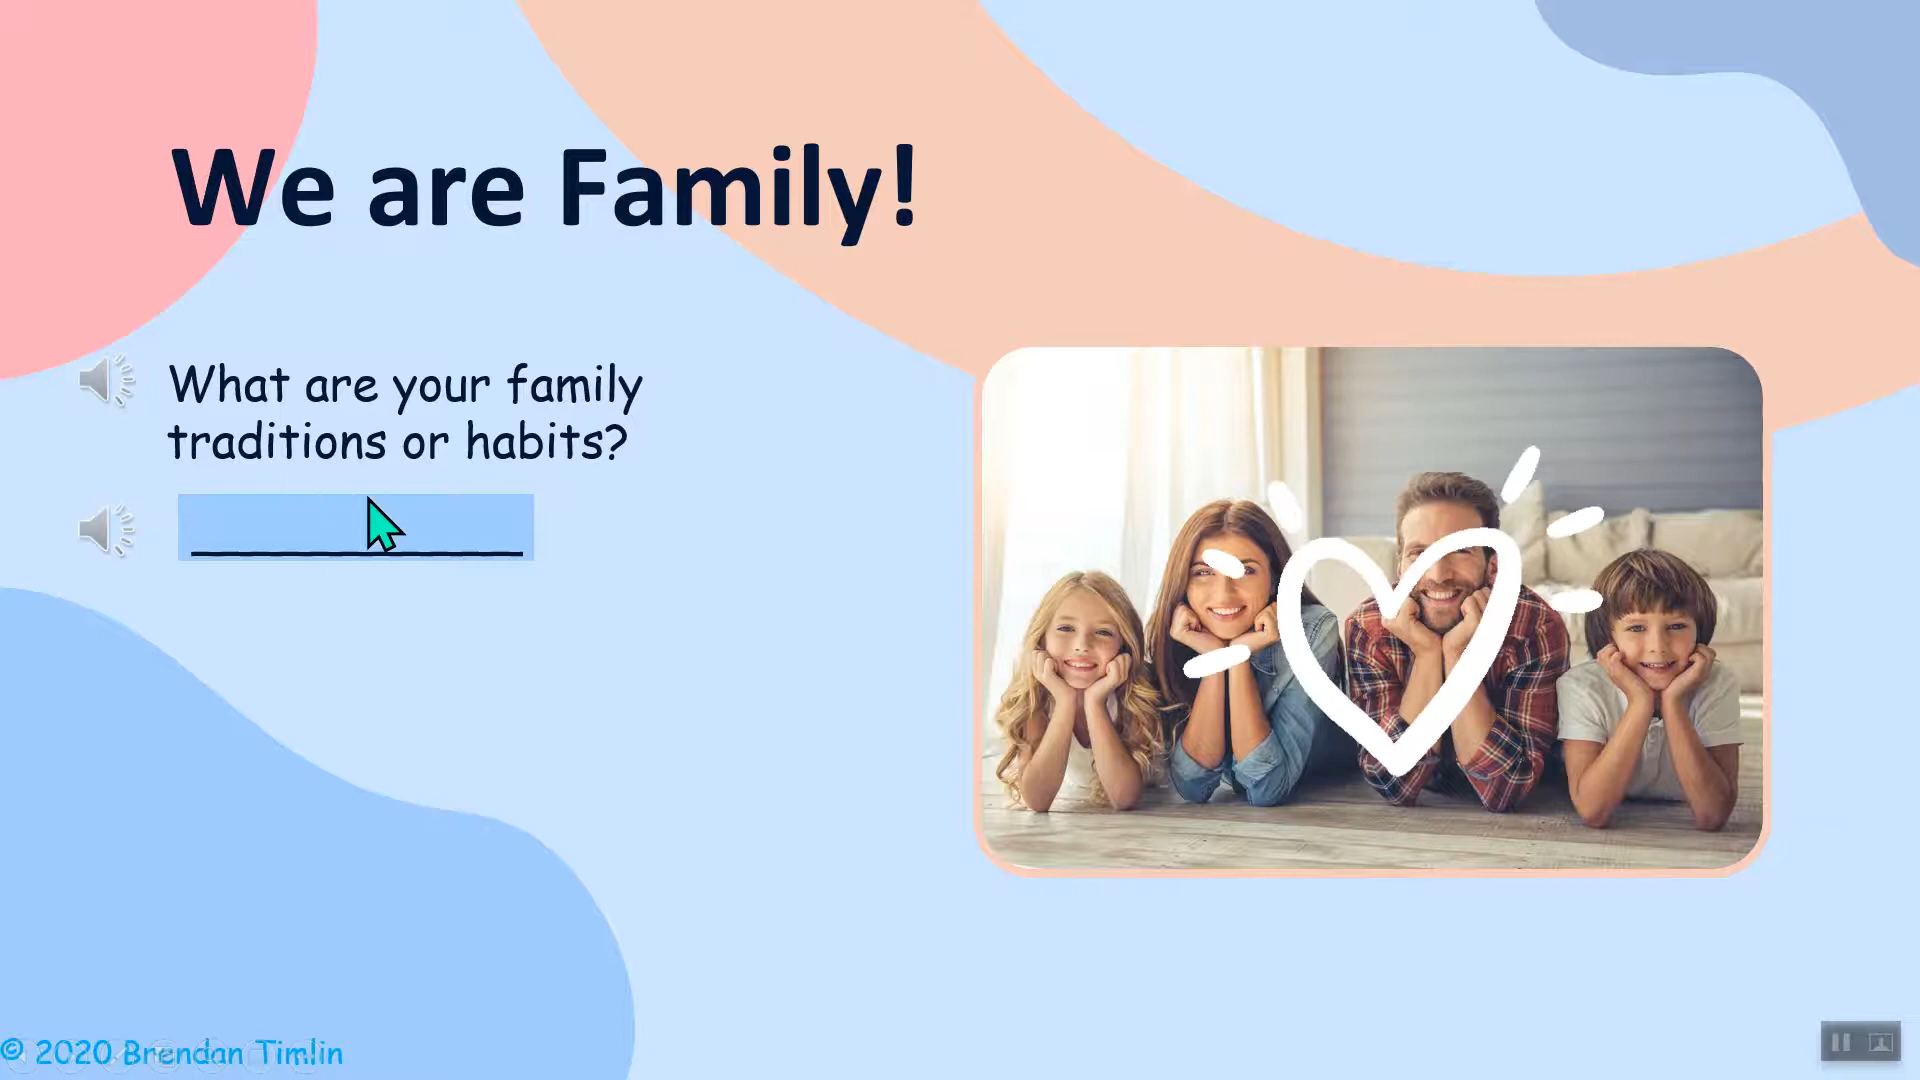 We are Family!
What are your family
traditions or habits?
© 2020 Brendan Timlin